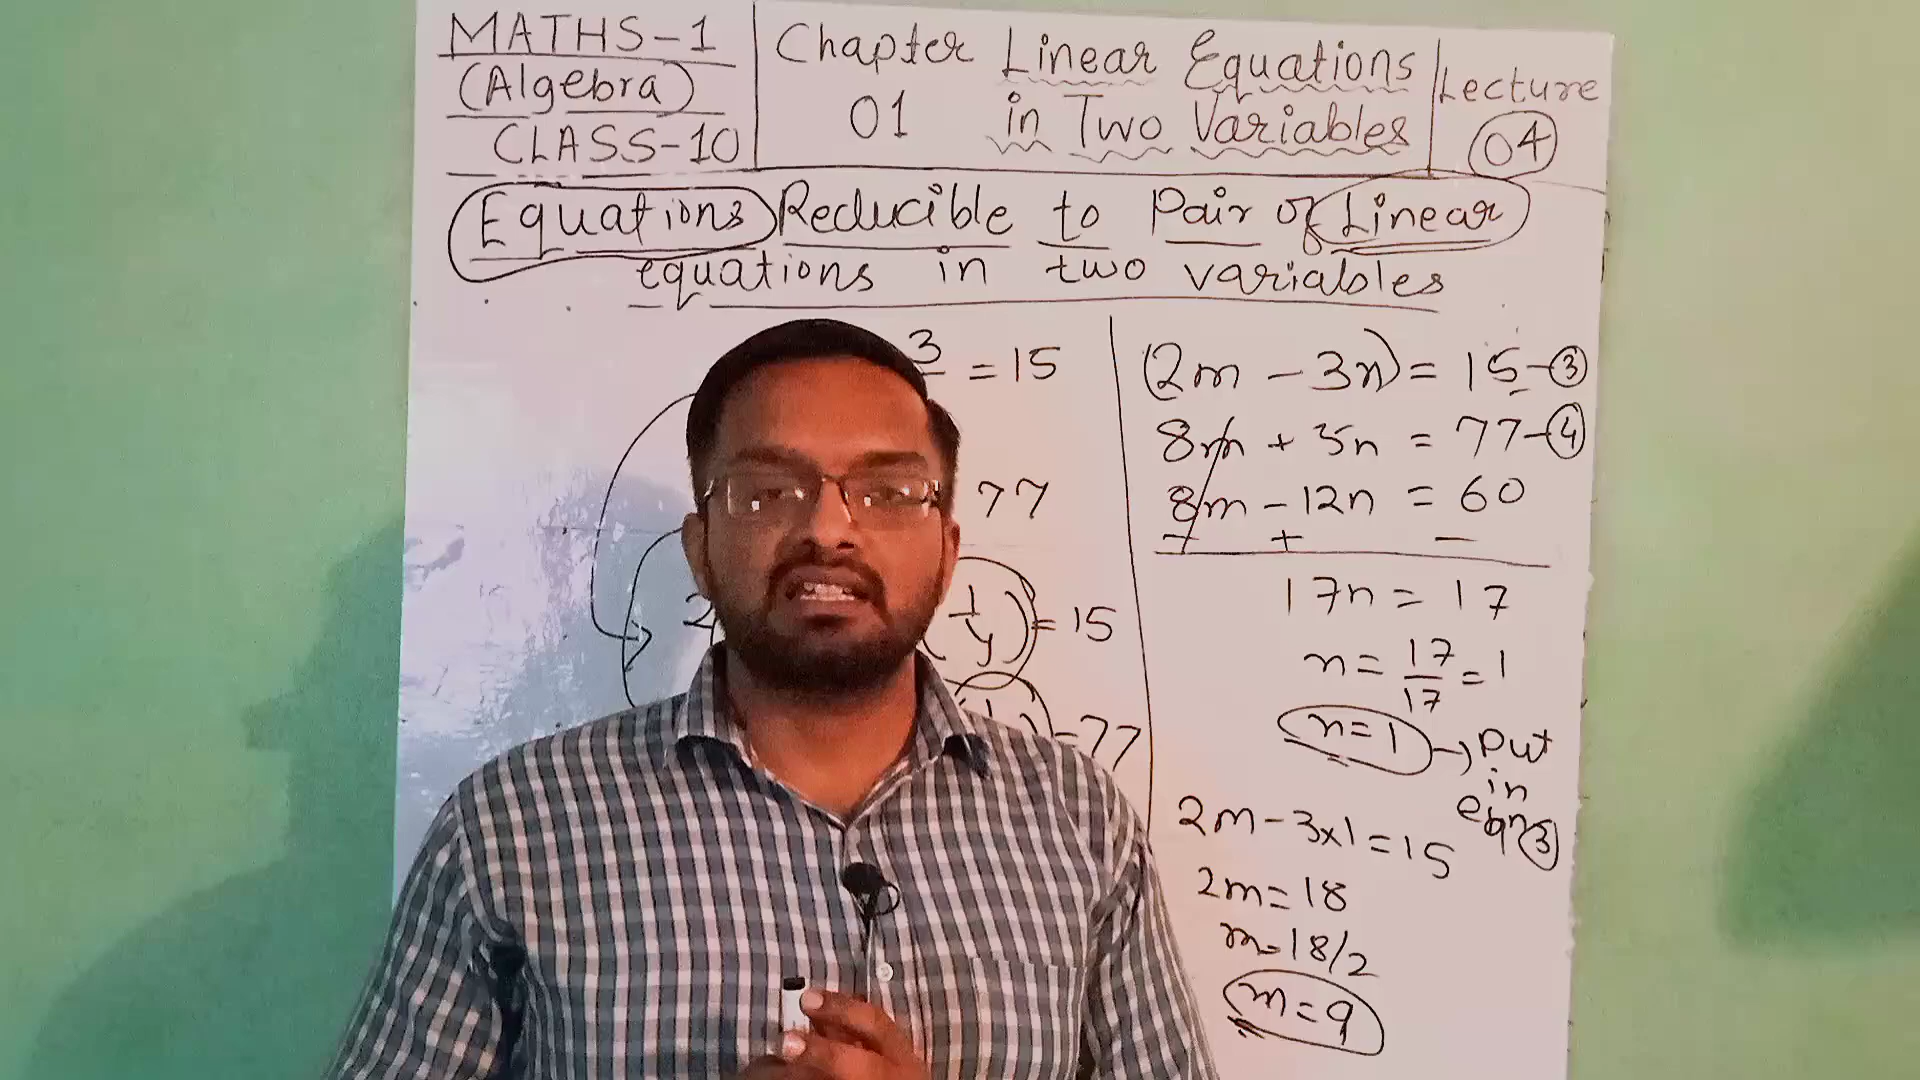 MATHS-1
(Algebra)
CLASS-10
Chapter
01
Linear Equations
in Two Variables
Lecture
04
Equations Reducible to Pair of Linear
equations in two variables
3 = 15
77
2 (1/y) = 15
=77
(2m - 3n) = 15 - ③
8m + 5n = 77 - ④
8m - 12n = 60
- + -
17n = 17
n = 17/17 = 1
n=1 → Put
in
eqn ③
2m - 3x1 = 15
2m = 18
m = 18/2
m = 9